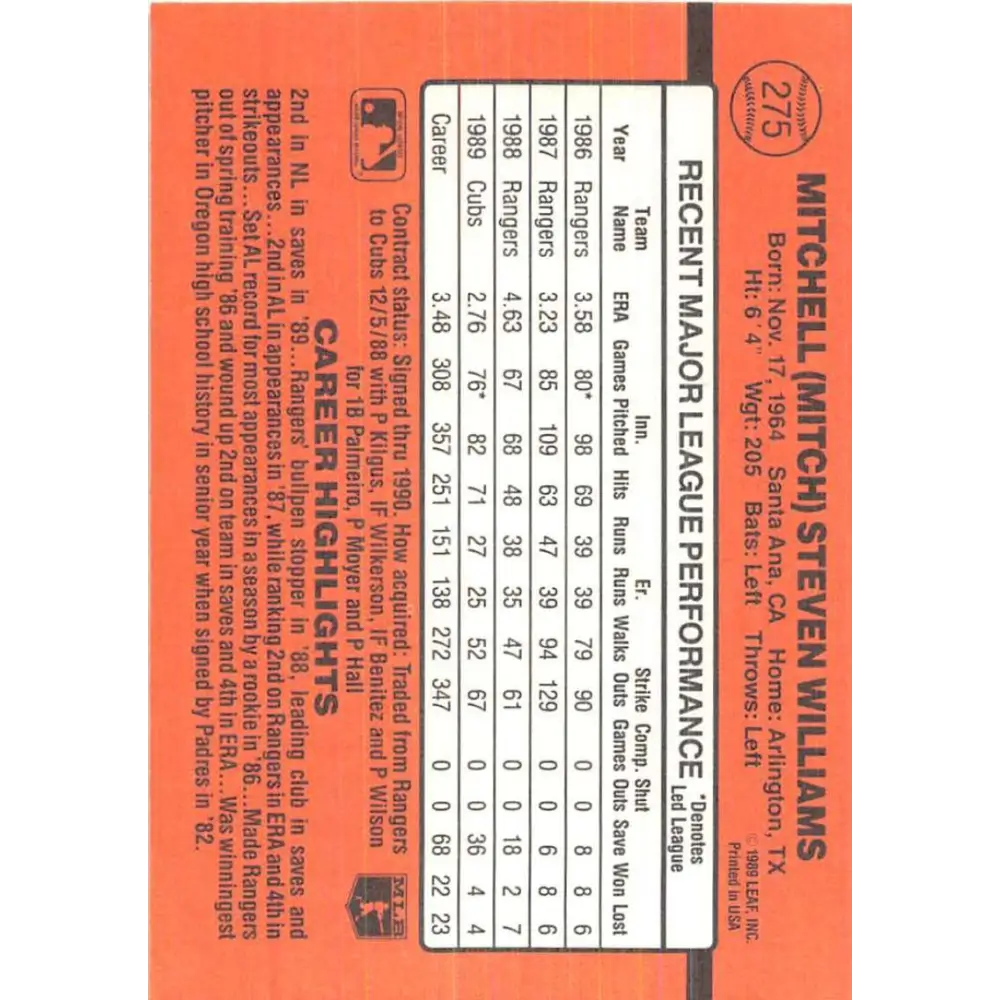 275
MITCHELL (MITCH) STEVEN WILLIAMS
Born: Nov. 17, 1964 Santa Ana, CA Home: Arlington, TX
Ht: 6' 4" Wgt: 205 Bats: Left Throws: Left
© 1989 LEAF, INC.
Printed in USA
RECENT MAJOR LEAGUE PERFORMANCE
*Denotes
Led League
Team Inn. Er. Strike Comp. Shut
Year Name ERA Games Pitched Hits Runs Runs Walks Outs Games Outs Save Won Lost
1986 Rangers 3.58 80* 98 69 39 39 79 90 0 0 8 8 6
1987 Rangers 3.23 85 109 63 47 39 94 129 0 0 6 8 6
1988 Rangers 4.63 67 68 48 38 35 47 61 0 0 18 2 7
1989 Cubs 2.76 76* 82 71 27 25 52 67 0 0 36 4 4
Career 3.48 308 357 251 151 138 272 347 0 0 68 22 23
Contract status: Signed thru 1990. How acquired: Traded from Rangers
to Cubs 12/5/88 with P Kilgus, IF Wilkerson, IF Benitez and P Wilson
for 1B Palmeiro, P Moyer and P Hall
MLB
CAREER HIGHLIGHTS
2nd in NL in saves in '89...Rangers' bullpen stopper in '88, leading club in saves and
appearances...2nd in AL in appearances in '87, while ranking 2nd on Rangers in ERA and 4th in
strikeouts...Set AL record for most appearances in a season by a rookie in '86...Made Rangers
out of spring training '86 and wound up 2nd on team in saves and 4th in ERA...Was winningest
pitcher in Oregon high school history in senior year when signed by Padres in '82.